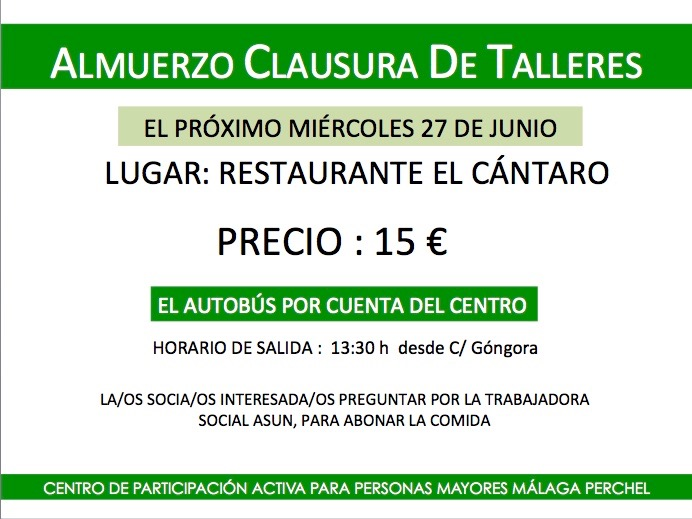 ALMUERZO CLAUSURA DE TALLERES
EL PRÓXIMO MIÉRCOLES 27 DE JUNIO
LUGAR: RESTAURANTE EL CÁNTARO
PRECIO : 15 €
EL AUTOBÚS POR CUENTA DEL CENTRO
HORARIO DE SALIDA : 13:30 h desde C/ Góngora
LA/OS SOCIA/OS INTERESADA/OS PREGUNTAR POR LA TRABAJADORA
SOCIAL ASUN, PARA ABONAR LA COMIDA
CENTRO DE PARTICIPACIÓN ACTIVA PARA PERSONAS MAYORES MÁLAGA PERCHEL